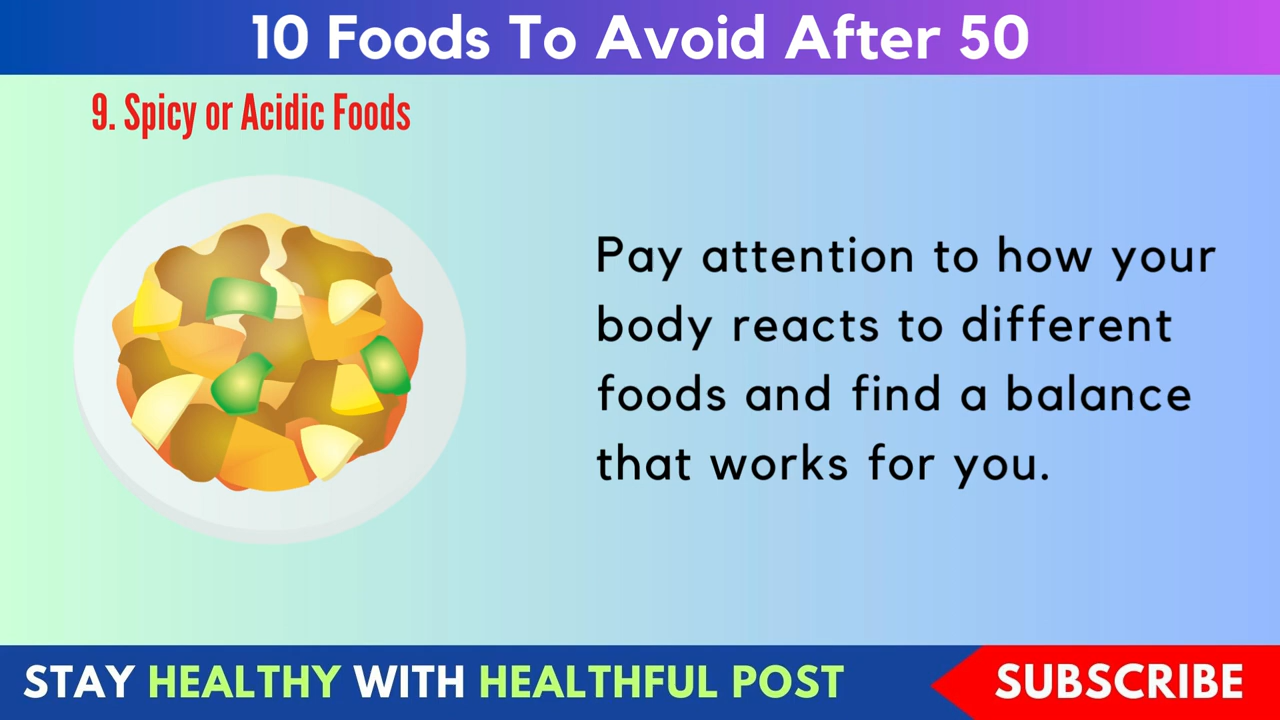 10 Foods To Avoid After 50
9. Spicy or Acidic Foods
Pay attention to how your
body reacts to different
foods and find a balance
that works for you.
STAY HEALTHY WITH HEALTHFUL POST
SUBSCRIBE